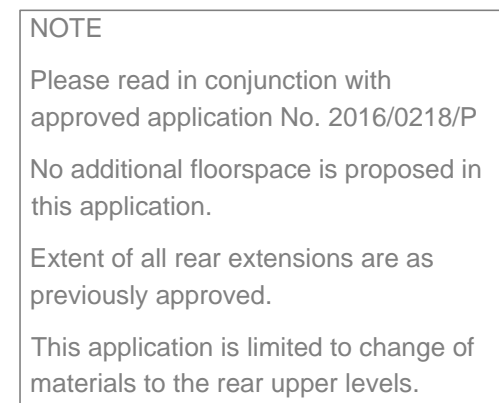 NOTE
Please read in conjunction with
approved application No. 2016/0218/P
No additional floorspace is proposed in
this application.
Extent of all rear extensions are as
previously approved.
This application is limited to change of
materials to the rear upper levels.